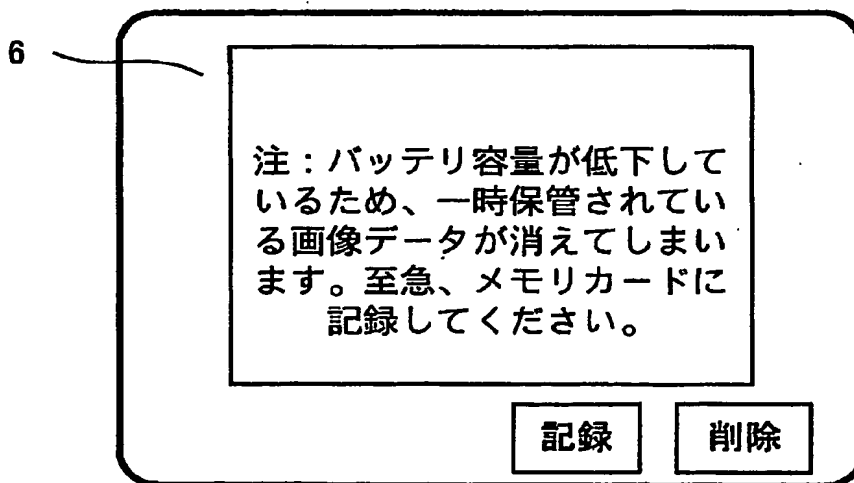 6
注：バッテリ容量が低下して
いるため、一時保管されてい
る画像データが消えてしまい
ます。至急、メモリカードに
記録してください。
記録 削除